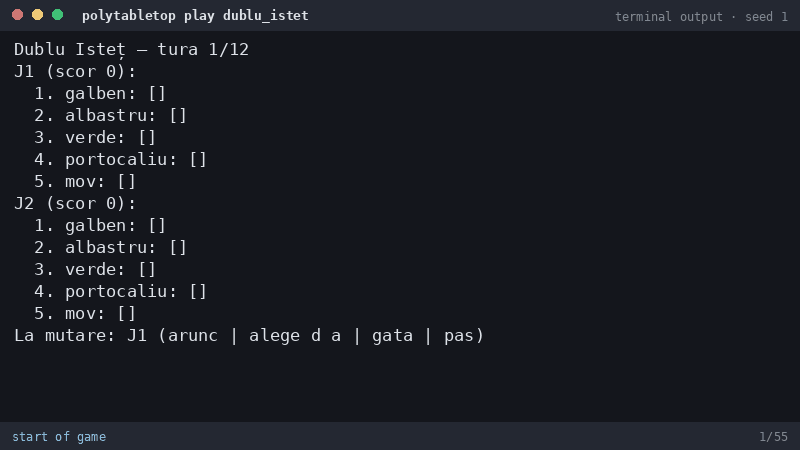 polytabletop play dublu_istet
terminal output · seed 1
Dublu Isteț — tura 1/12
J1 (scor 0):
1. galben: []
2. albastru: []
3. verde: []
4. portocaliu: []
5. mov: []
J2 (scor 0):
1. galben: []
2. albastru: []
3. verde: []
4. portocaliu: []
5. mov: []
La mutare: J1 (arunc | alege d a | gata | pas)
start of game
1/55